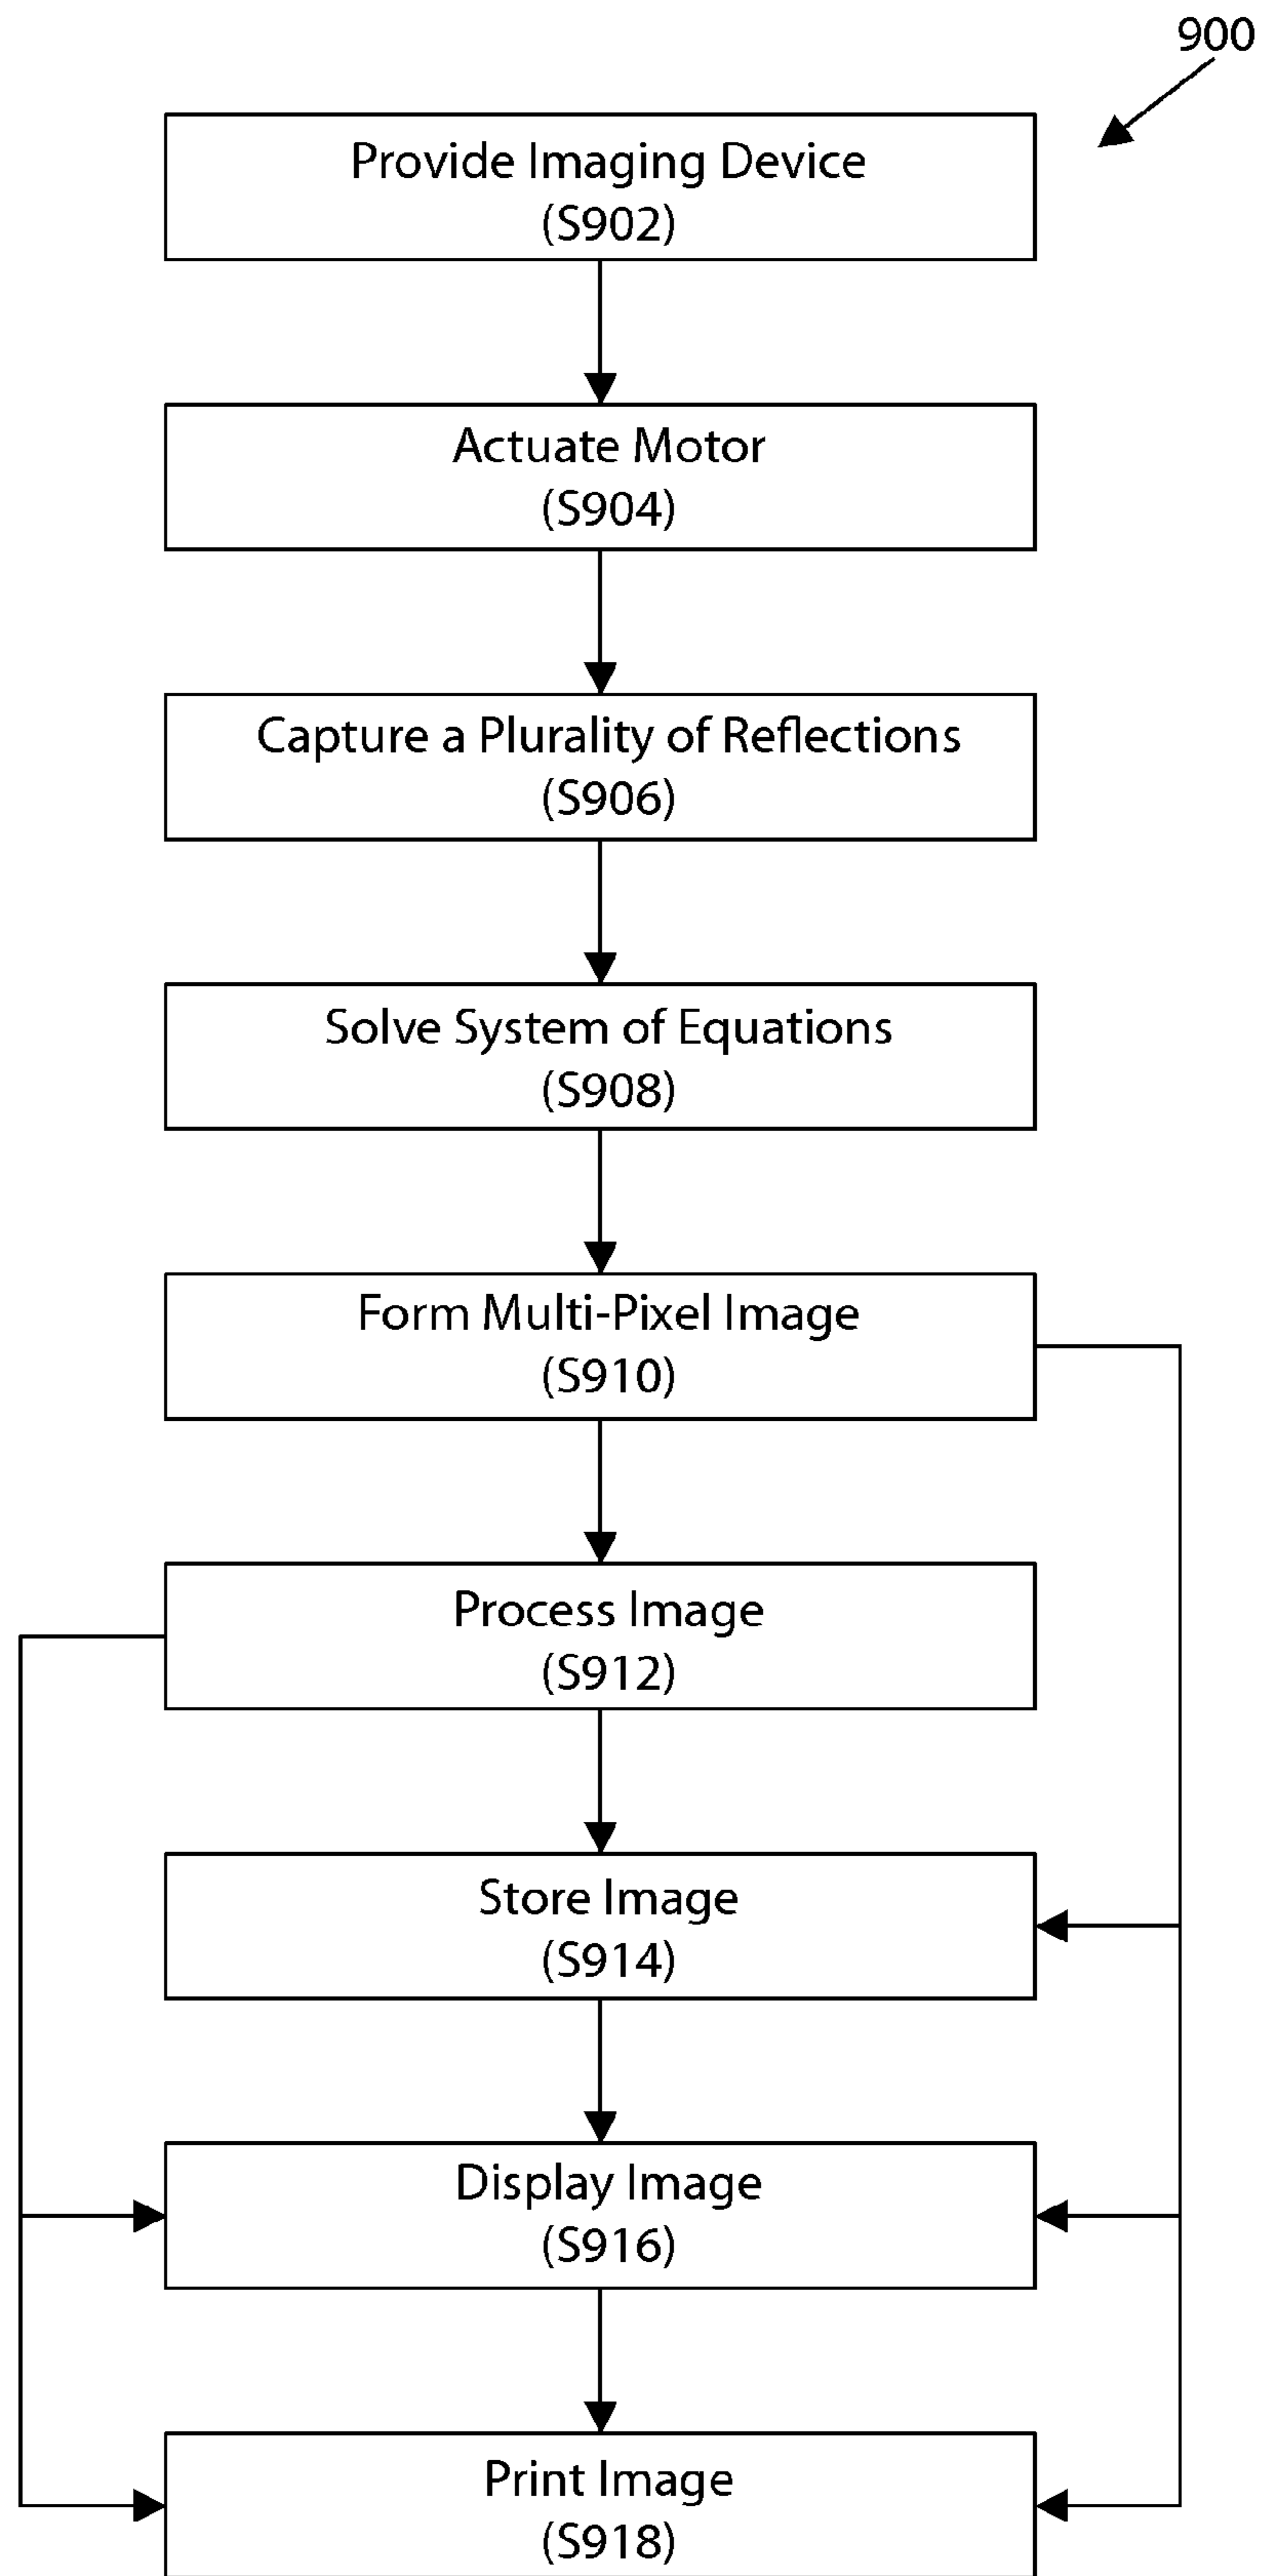 900
Provide Imaging Device
(S902)
Actuate Motor
(S904)
Capture a Plurality of Reflections
(S906)
Solve System of Equations
(S908)
Form Multi-Pixel Image
(S910)
Process Image
(S912)
Store Image
(S914)
Display Image
(S916)
Print Image
(S918)